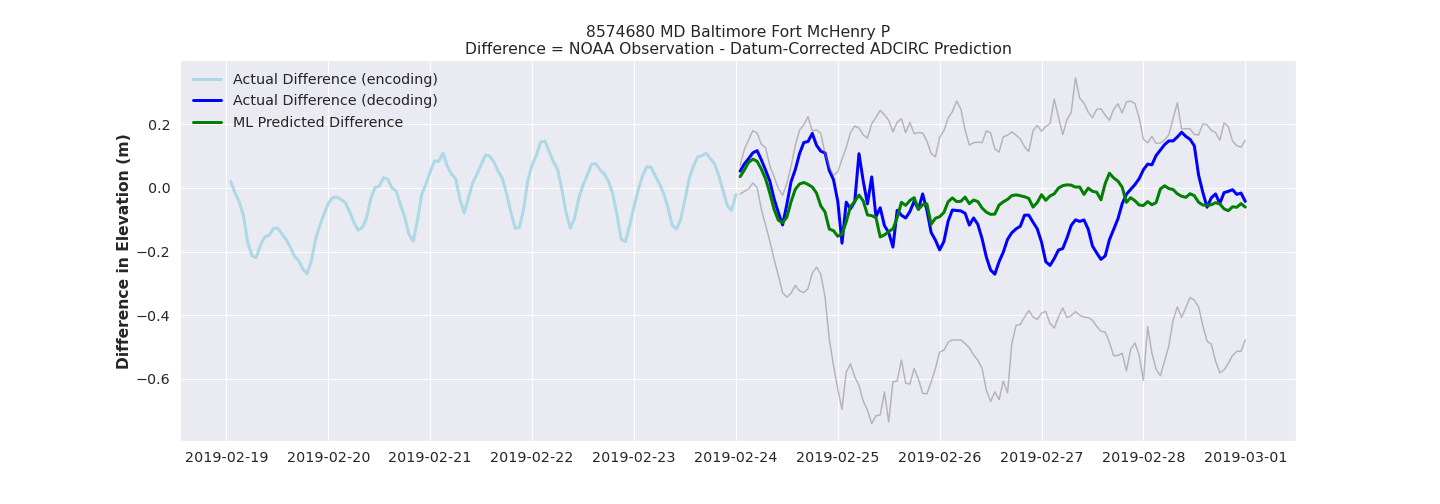 8574680 MD Baltimore Fort McHenry P
Difference = NOAA Observation - Datum-Corrected ADCIRC Prediction
Actual Difference (encoding)
Actual Difference (decoding)
ML Predicted Difference
Difference in Elevation (m)
0.2
0.0
−0.2
−0.4
−0.6
2019-02-19 2019-02-20 2019-02-21 2019-02-22 2019-02-23 2019-02-24 2019-02-25 2019-02-26 2019-02-27 2019-02-28 2019-03-01